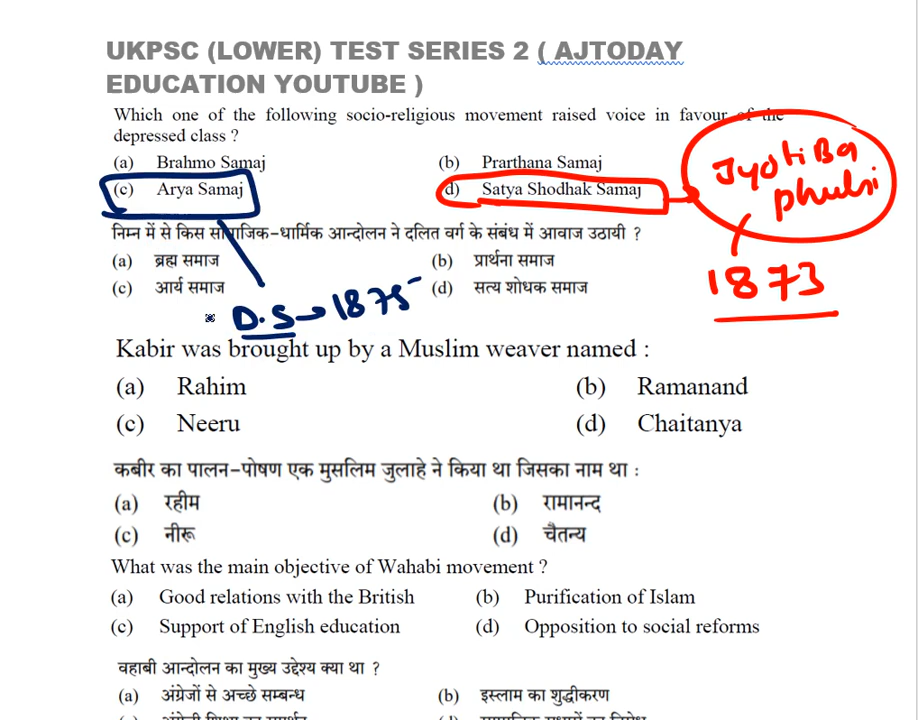 UKPSC (LOWER) TEST SERIES 2 ( AJTODAY
EDUCATION YOUTUBE )
Which one of the following socio-religious movement raised voice in favour of the
depressed class ?
(a) Brahmo Samaj (b) Prarthana Samaj
(c) Arya Samaj (d) Satya Shodhak Samaj
Jyoti Ba
phule
1873
निम्न में से किस सामाजिक-धार्मिक आन्दोलन ने दलित वर्ग के संबंध में आवाज उठायी ?
(a) ब्रह्म समाज (b) प्रार्थना समाज
(c) आर्य समाज (d) सत्य शोधक समाज
D.S → 1875
Kabir was brought up by a Muslim weaver named :
(a) Rahim (b) Ramanand
(c) Neeru (d) Chaitanya
कबीर का पालन-पोषण एक मुसलिम जुलाहे ने किया था जिसका नाम था :
(a) रहीम (b) रामानन्द
(c) नीरू (d) चैतन्य
What was the main objective of Wahabi movement ?
(a) Good relations with the British (b) Purification of Islam
(c) Support of English education (d) Opposition to social reforms
वहाबी आन्दोलन का मुख्य उद्देश्य क्या था ?
(a) अंग्रेजों से अच्छे सम्बन्ध (b) इस्लाम का शुद्धीकरण